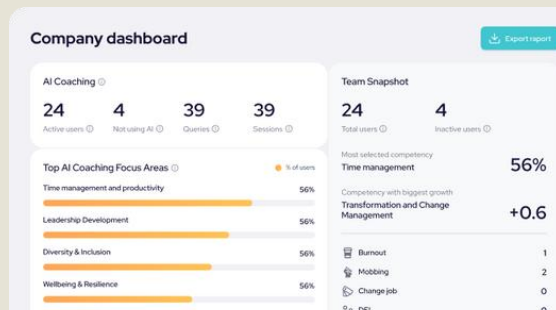 Company dashboard
Export raport
AI Coaching
24
4
39
39
Active users
Not using AI
Queries
Sessions
Top AI Coaching Focus Areas
% of users
Time management and productivity
56%
Leadership Development
56%
Diversity & Inclusion
56%
Wellbeing & Resilience
56%
Team Snapshot
24
4
Total users
Inactive users
Most selected competency
Time management
56%
Competency with biggest growth
Transformation and Change
Management
+0.6
Burnout
1
Mobbing
2
Change job
0